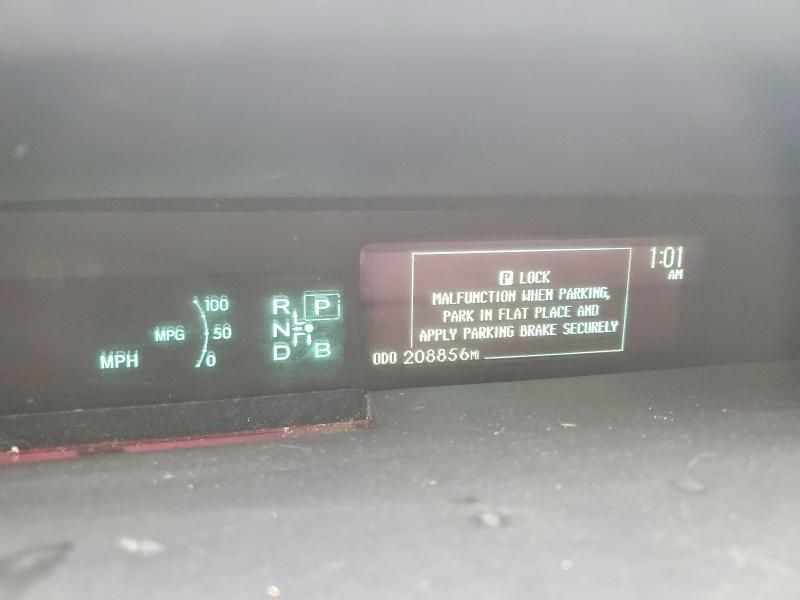 100
MPG 50
0
MPH
R P
N
D B
P LOCK
MALFUNCTION WHEN PARKING,
PARK IN FLAT PLACE AND
APPLY PARKING BRAKE SECURELY
ODO 208856MI
1:01
AM